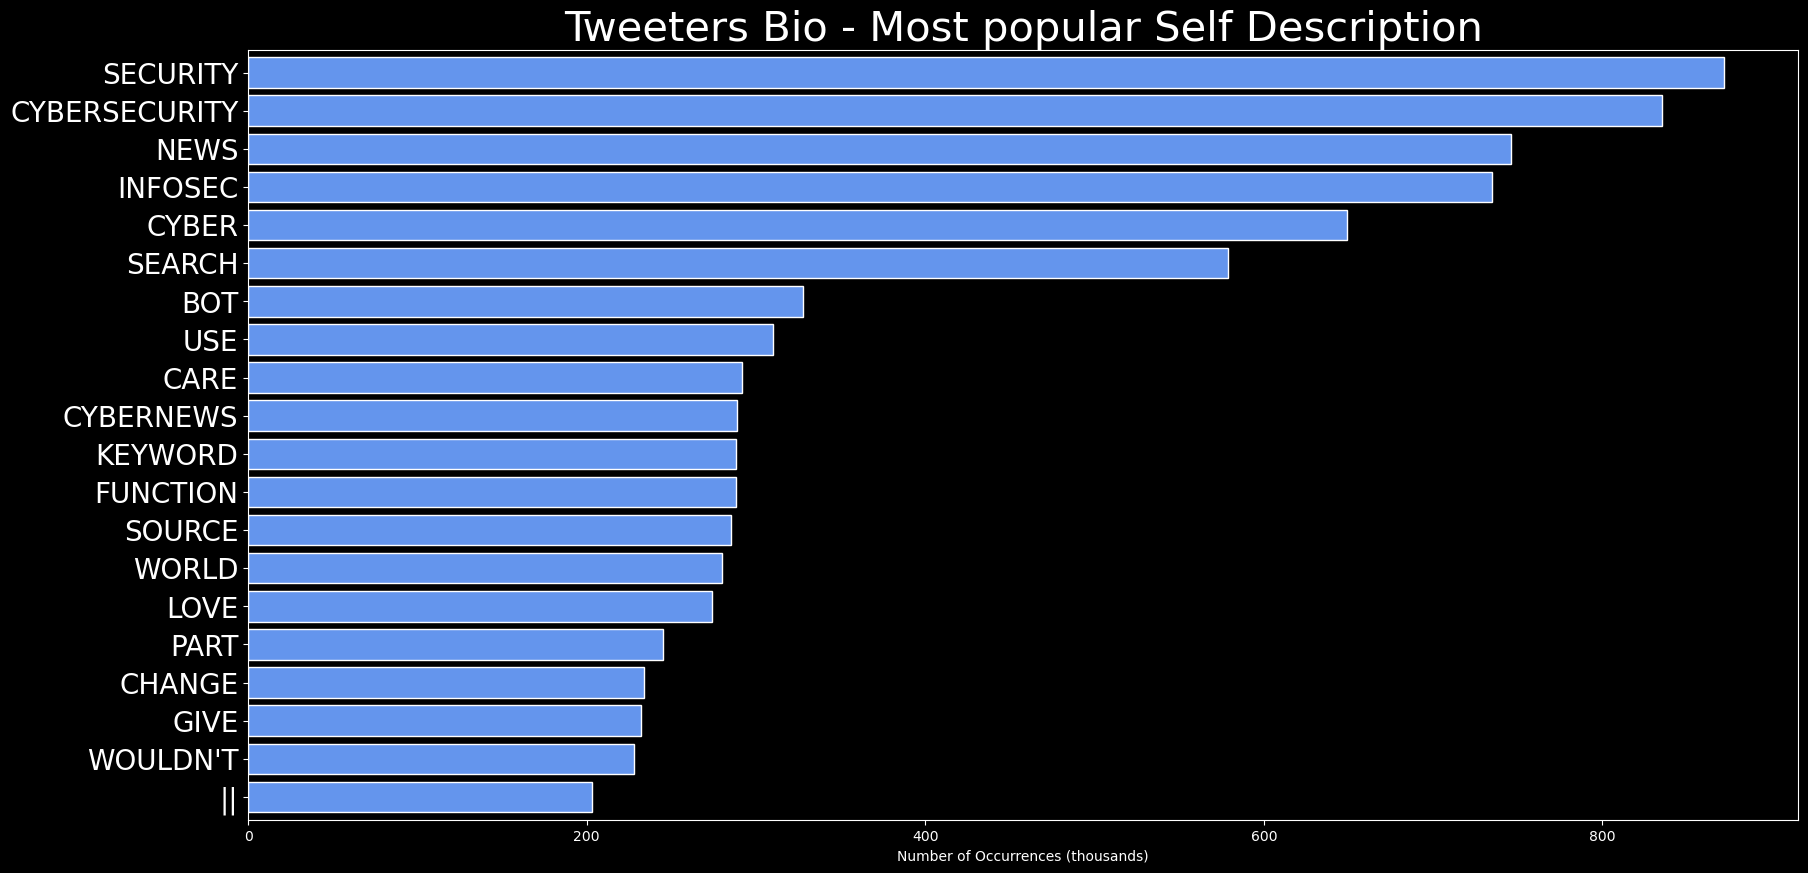 Tweeters Bio - Most popular Self Description
SECURITY
CYBERSECURITY
NEWS
INFOSEC
CYBER
SEARCH
BOT
USE
CARE
CYBERNEWS
KEYWORD
FUNCTION
SOURCE
WORLD
LOVE
PART
CHANGE
GIVE
WOULDN'T
||
0 200 400 600 800
Number of Occurrences (thousands)